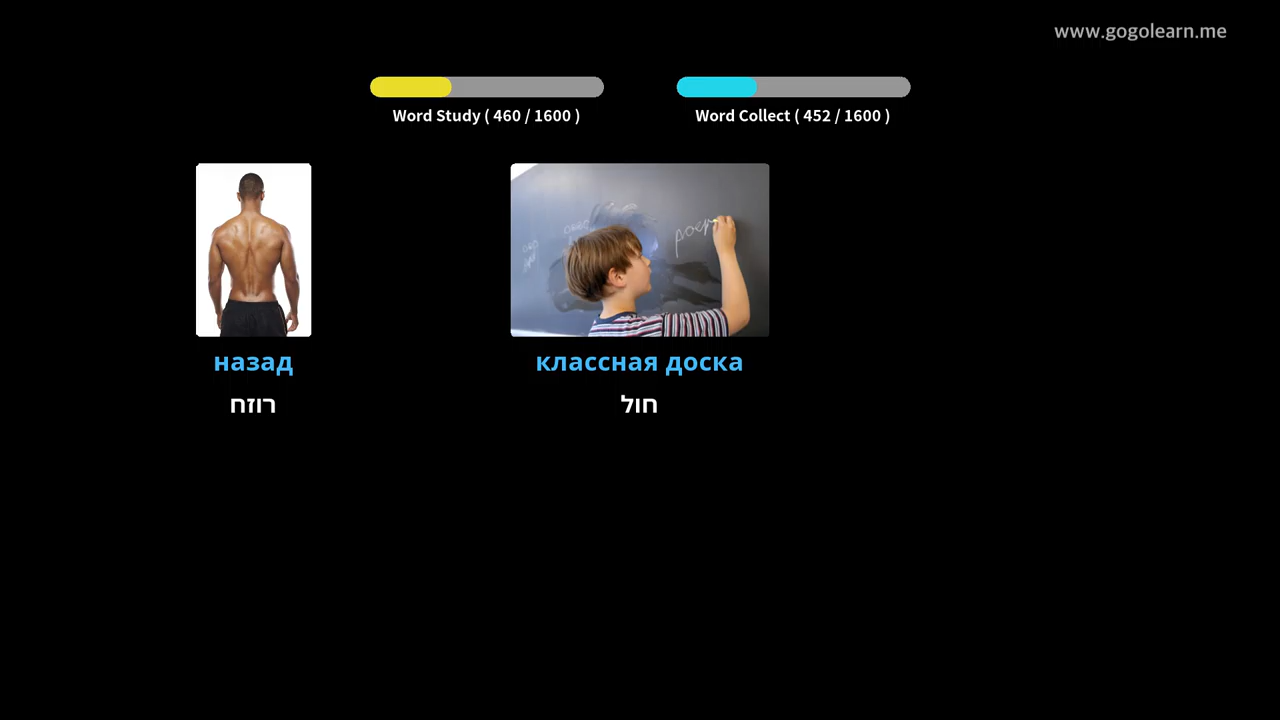 www.gogolearn.me
Word Study ( 460 / 1600 )
Word Collect ( 452 / 1600 )
назад
רוזח
классная доска
חול